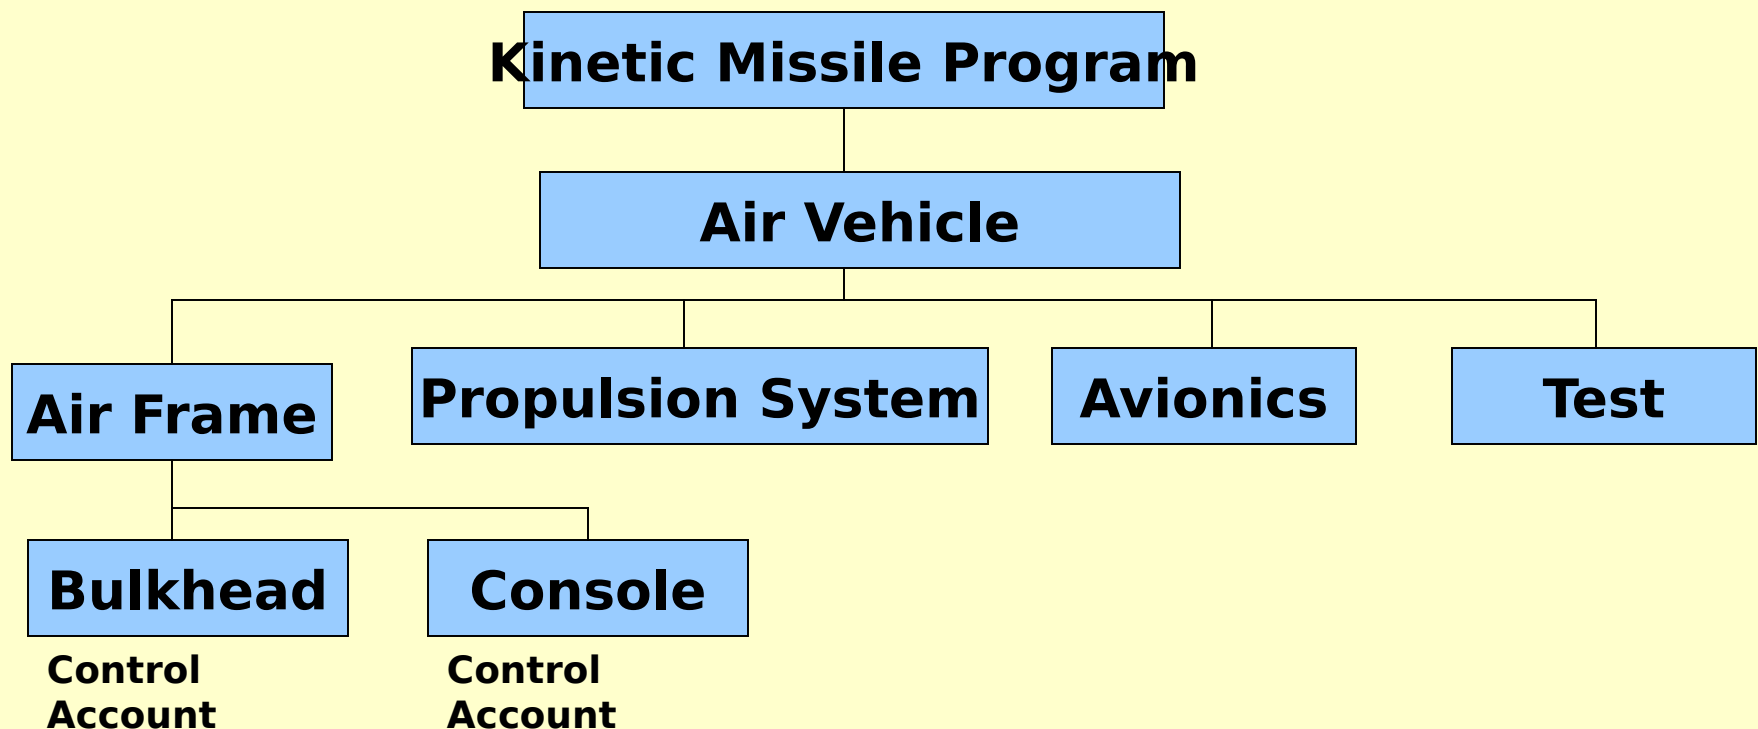 Kinetic Missile Program
Air Vehicle
Air Frame
Propulsion System
Avionics
Test
Bulkhead
Console
Control
Account
Control
Account